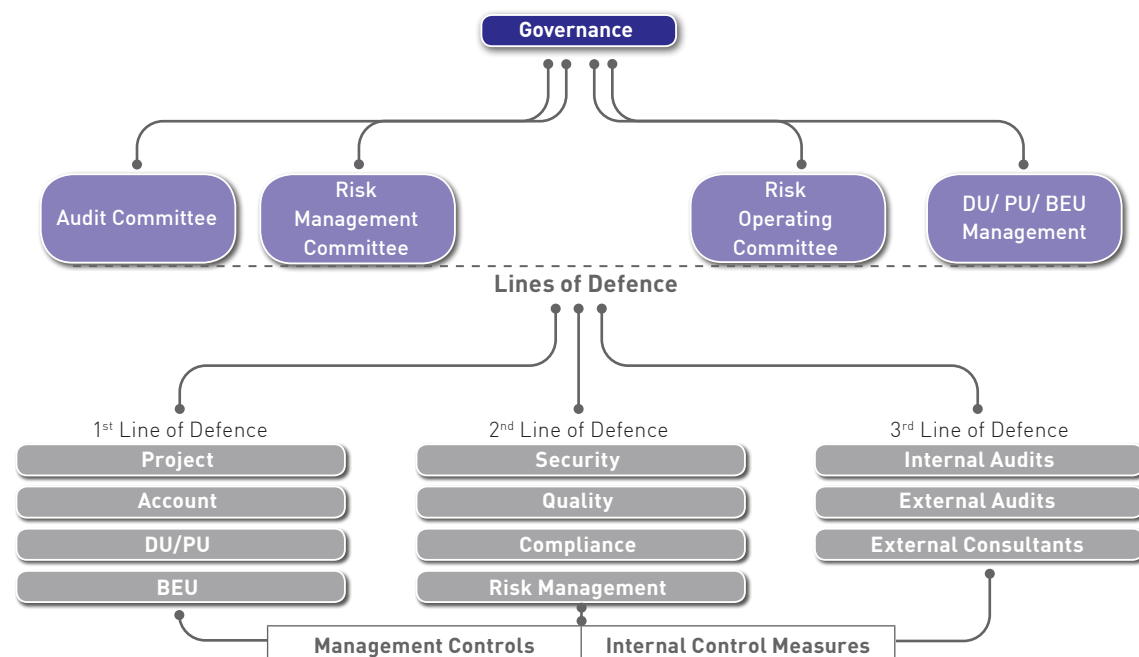 Governance
Audit Committee
Risk
Management
Committee
Risk
Operating
Committee
DU/ PU/ BEU
Management
Lines of Defence
1st Line of Defence
Project
Account
DU/PU
BEU
2nd Line of Defence
Security
Quality
Compliance
Risk Management
3rd Line of Defence
Internal Audits
External Audits
External Consultants
Management Controls
Internal Control Measures